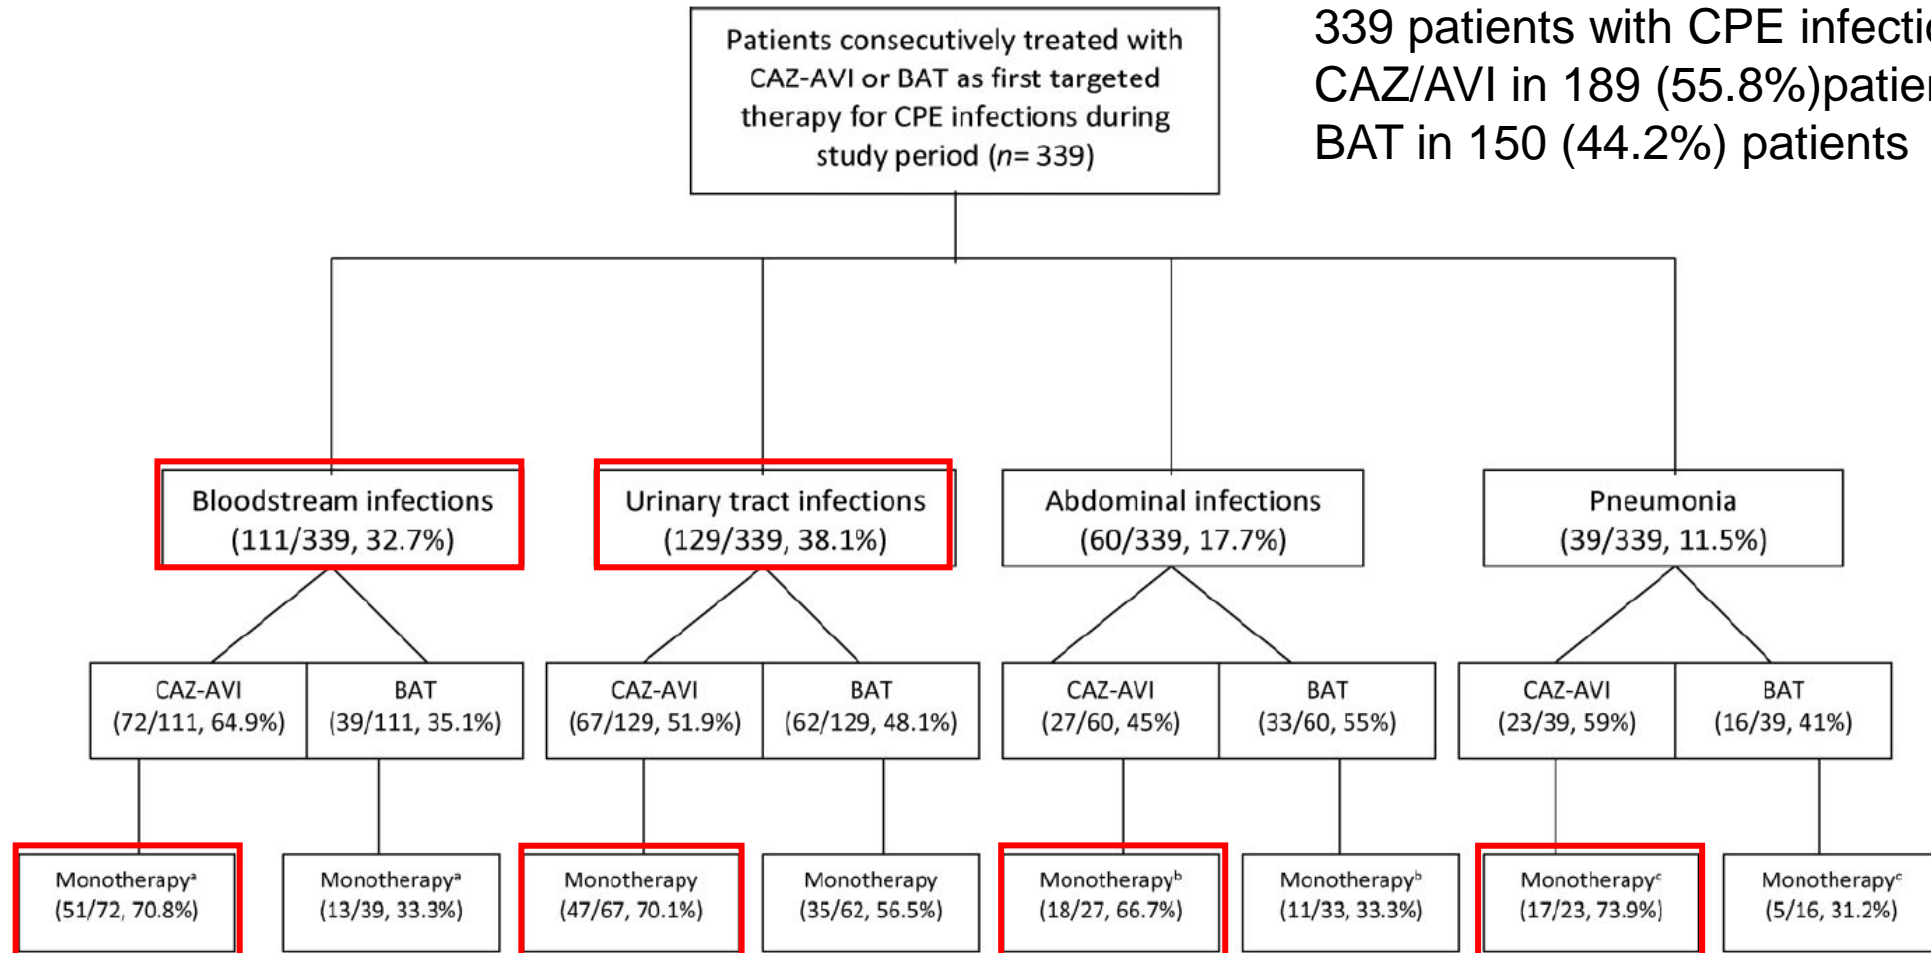 Patients consecutively treated with
CAZ-AVI or BAT as first targeted
therapy for CPE infections during
study period (n= 339)
339 patients with CPE
CAZ/AVI in 189 (55.8%)
BAT in 150 (44.2%) patients
Bloodstream infections
(111/339, 32.7%)
Urinary tract infections
(129/339, 38.1%)
Abdominal infections
(60/339, 17.7%)
Pneumonia
(39/339, 11.5%)
CAZ-AVI
(72/111, 64.9%)
BAT
(39/111, 35.1%)
CAZ-AVI
(67/129, 51.9%)
BAT
(62/129, 48.1%)
CAZ-AVI
(27/60, 45%)
BAT
(33/60, 55%)
CAZ-AVI
(23/39, 59%)
BAT
(16/39, 41%)
Monotherapyᵃ
(51/72, 70.8%)
Monotherapyᵃ
(13/39, 33.3%)
Monotherapy
(47/67, 70.1%)
Monotherapy
(35/62, 56.5%)
Monotherapyᵇ
(18/27, 66.7%)
Monotherapyᵇ
(11/33, 33.3%)
Monotherapyᶜ
(17/23, 73.9%)
Monotherapyᶜ
(5/16, 31.2%)